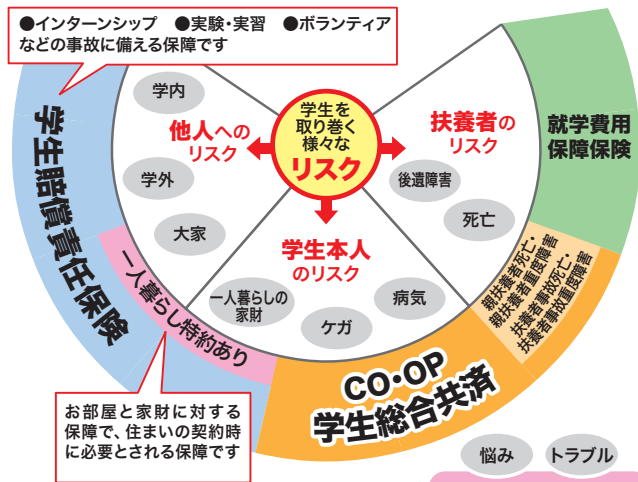 ●インターンシップ ●実験・実習 ●ボランティア
などの事故に備える保障です
学生賠償責任保険
学内
他人への
リスク
学外
大家
学生を
取り巻く
様々な
リスク
扶養者の
リスク
後遺障害
死亡
就学費用
保障保険
学生本人
のリスク
一人暮らしの
家財
ケガ
病気
一人暮らし特約あり
親扶養者死亡・
親扶養者重度障害
扶養者事故死亡・
扶養者事故重度障害
CO・OP
学生総合共済
お部屋と家財に対する
保障で、住まいの契約時
に必要とされる保障です
悩み
トラブル